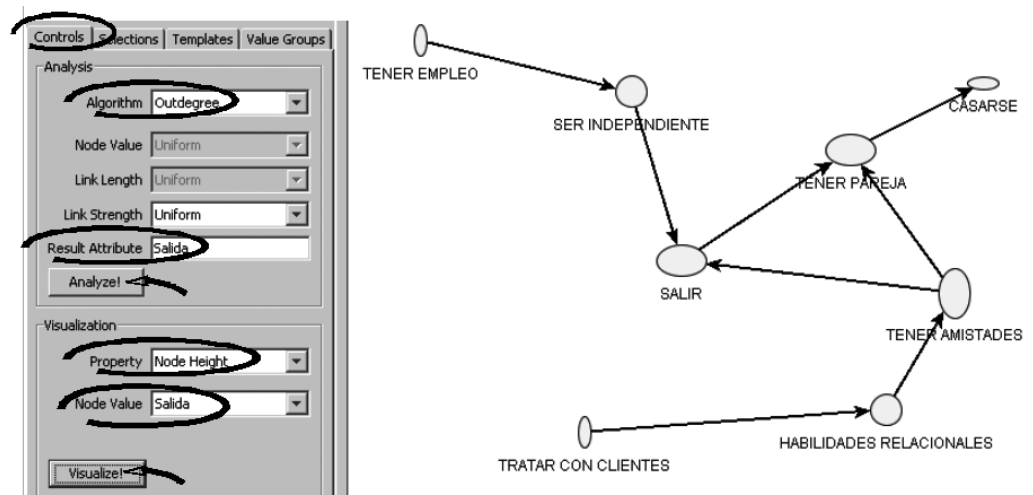 Controls Selections Templates Value Groups
Analysis
Algorithm Outdegree
Node Value Uniform
Link Length Uniform
Link Strength Uniform
Result Attribute Salida
Analyze!
Visualization
Property Node Height
Node Value Salida
Visualize!
TENER EMPLEO
SER INDEPENDIENTE
CASARSE
TENER PAREJA
SALIR
TENER AMISTADES
HABILIDADES RELACIONALES
TRATAR CON CLIENTES